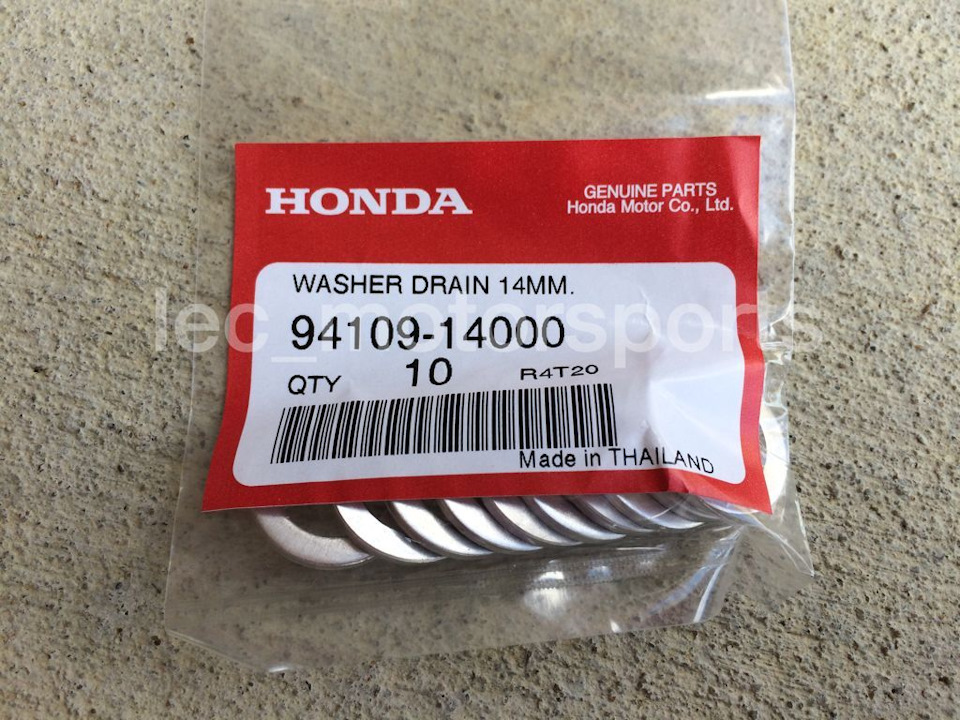 HONDA
GENUINE PARTS
Honda Motor Co., Ltd.
WASHER DRAIN 14MM.
94109-14000
lec_motorsports
QTY 10 R4T20
Made in THAILAND